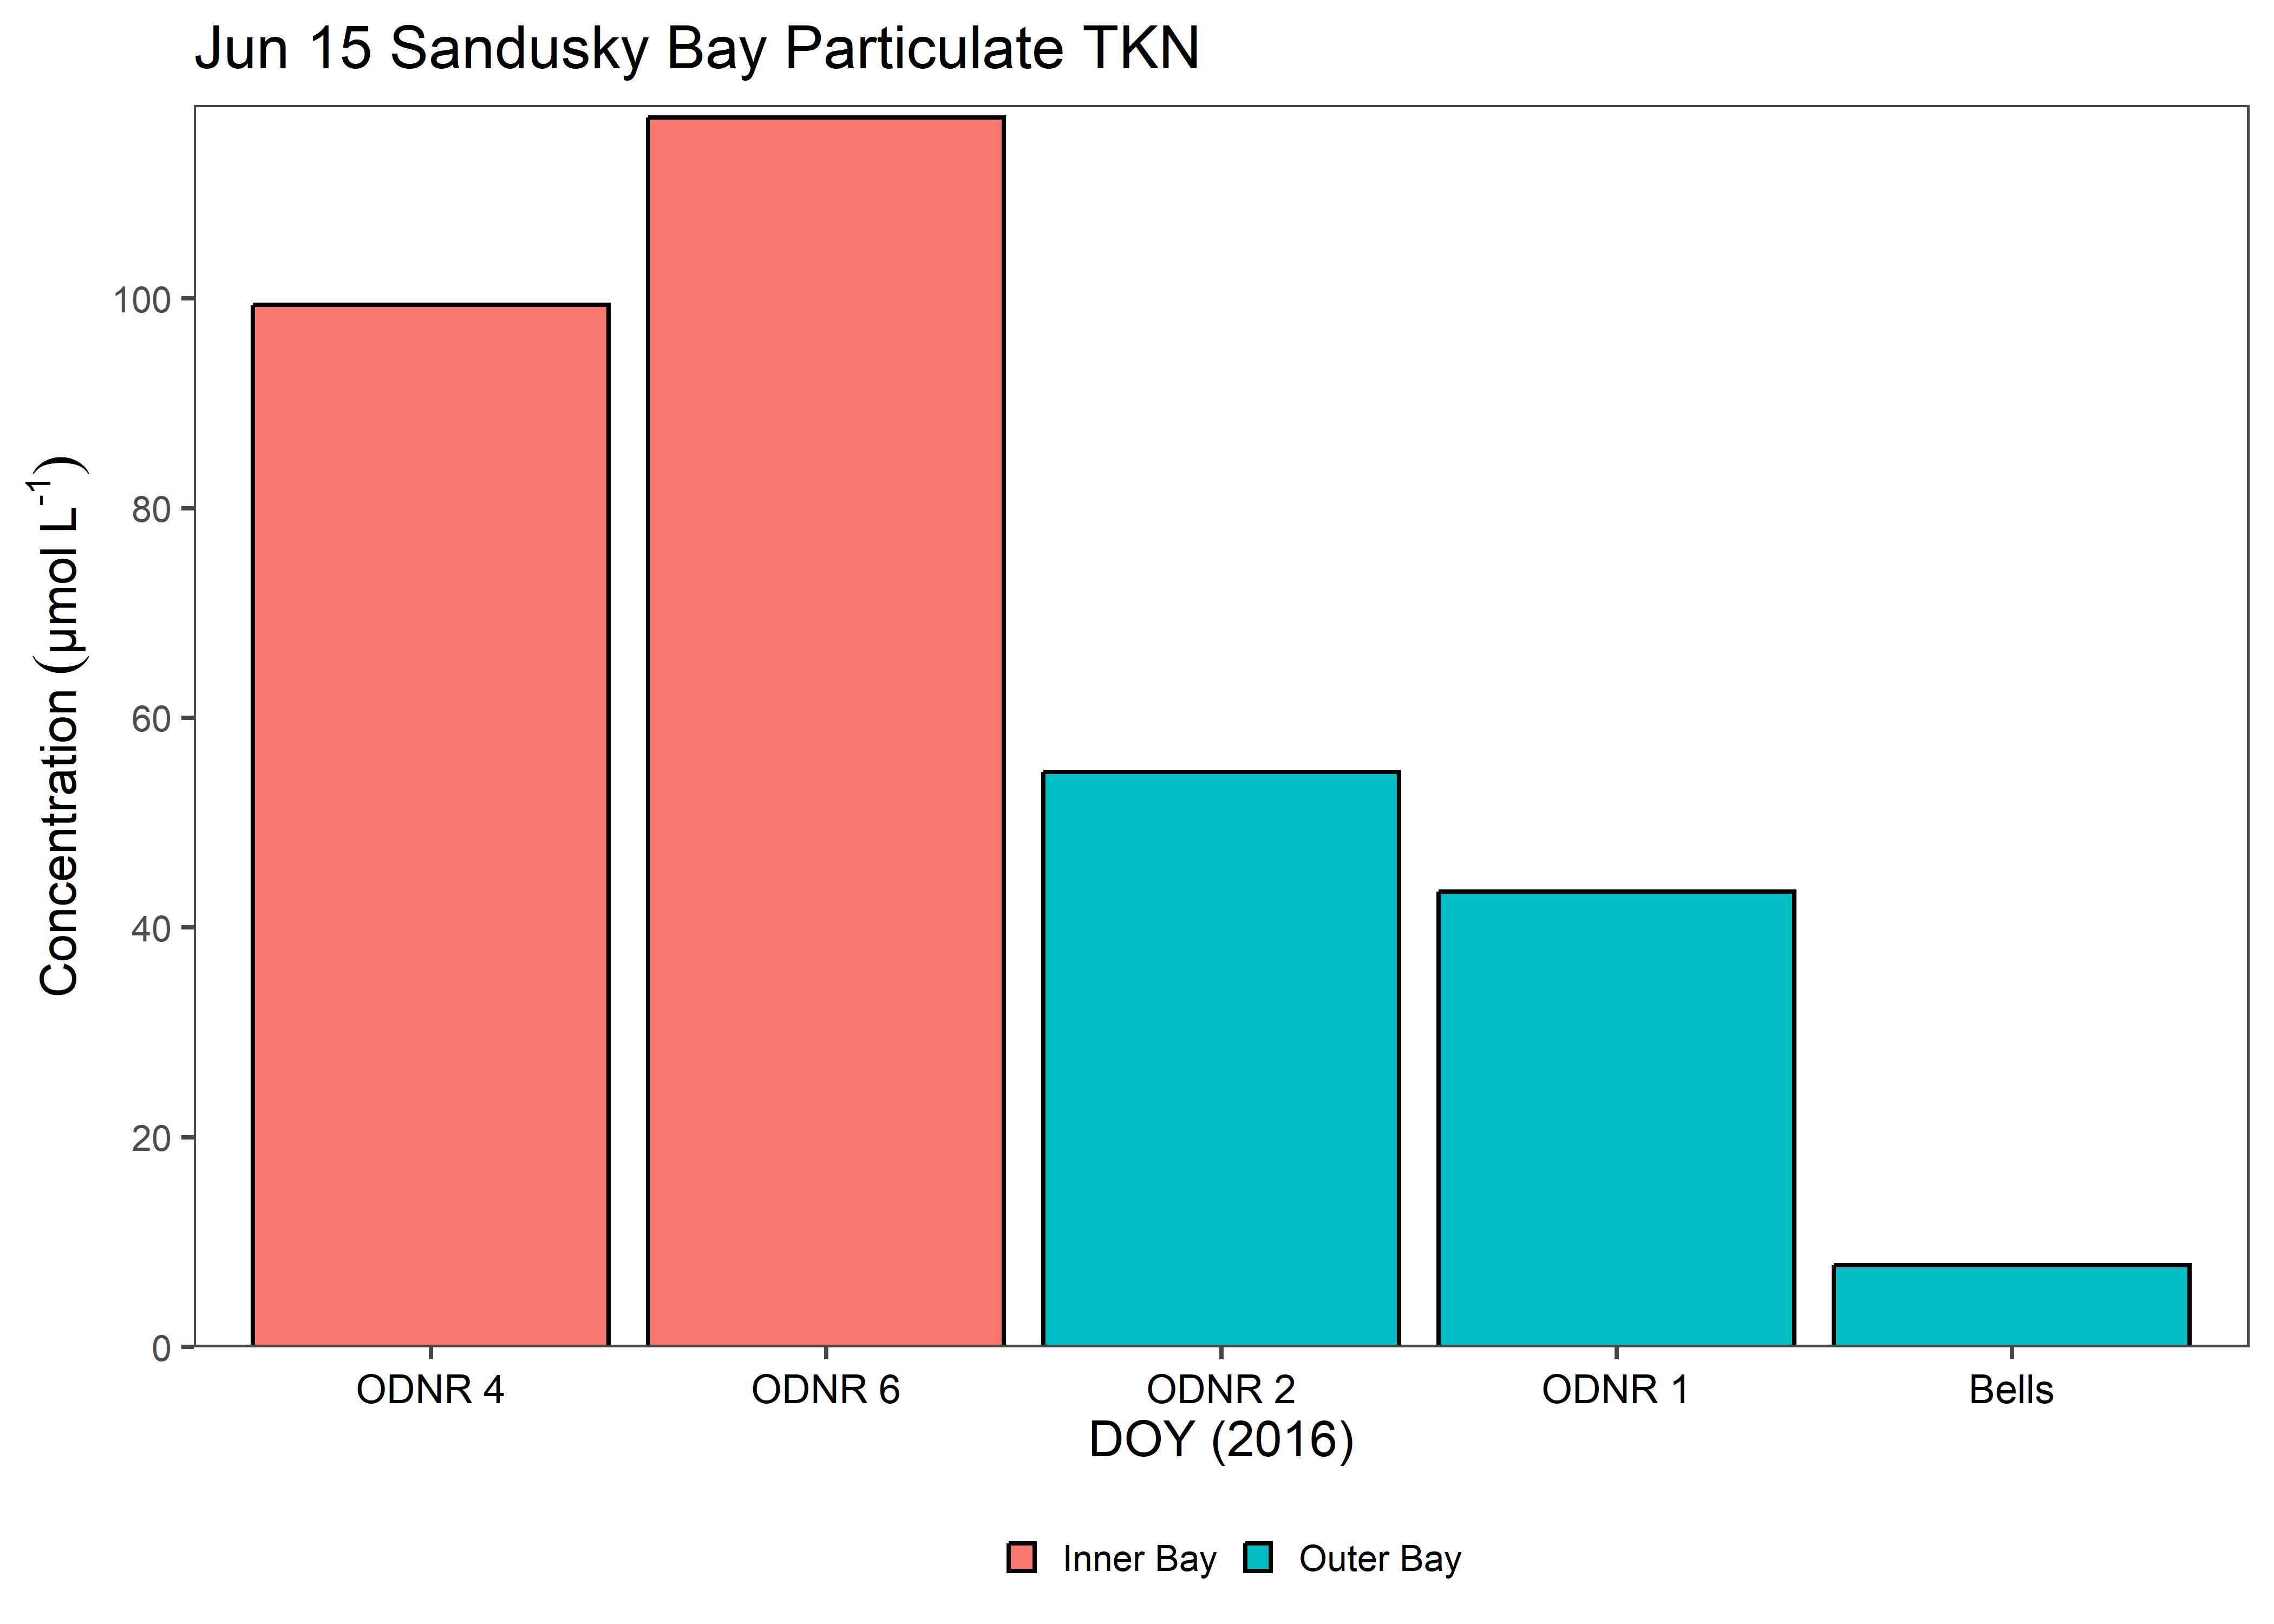 Jun 15 Sandusky Bay Particulate TKN
Concentration (µmol L⁻¹)
100
80
60
40
20
0
ODNR 4 ODNR 6 ODNR 2 ODNR 1 Bells
DOY (2016)
Inner Bay Outer Bay